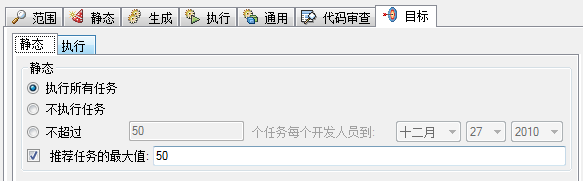 范围 静态 生成 执行 通用 代码审查 目标
静态 执行
静态
执行所有任务
不执行任务
不超过 50 个任务每个开发人员到: 十二月 27 2010
推荐任务的最大值: 50